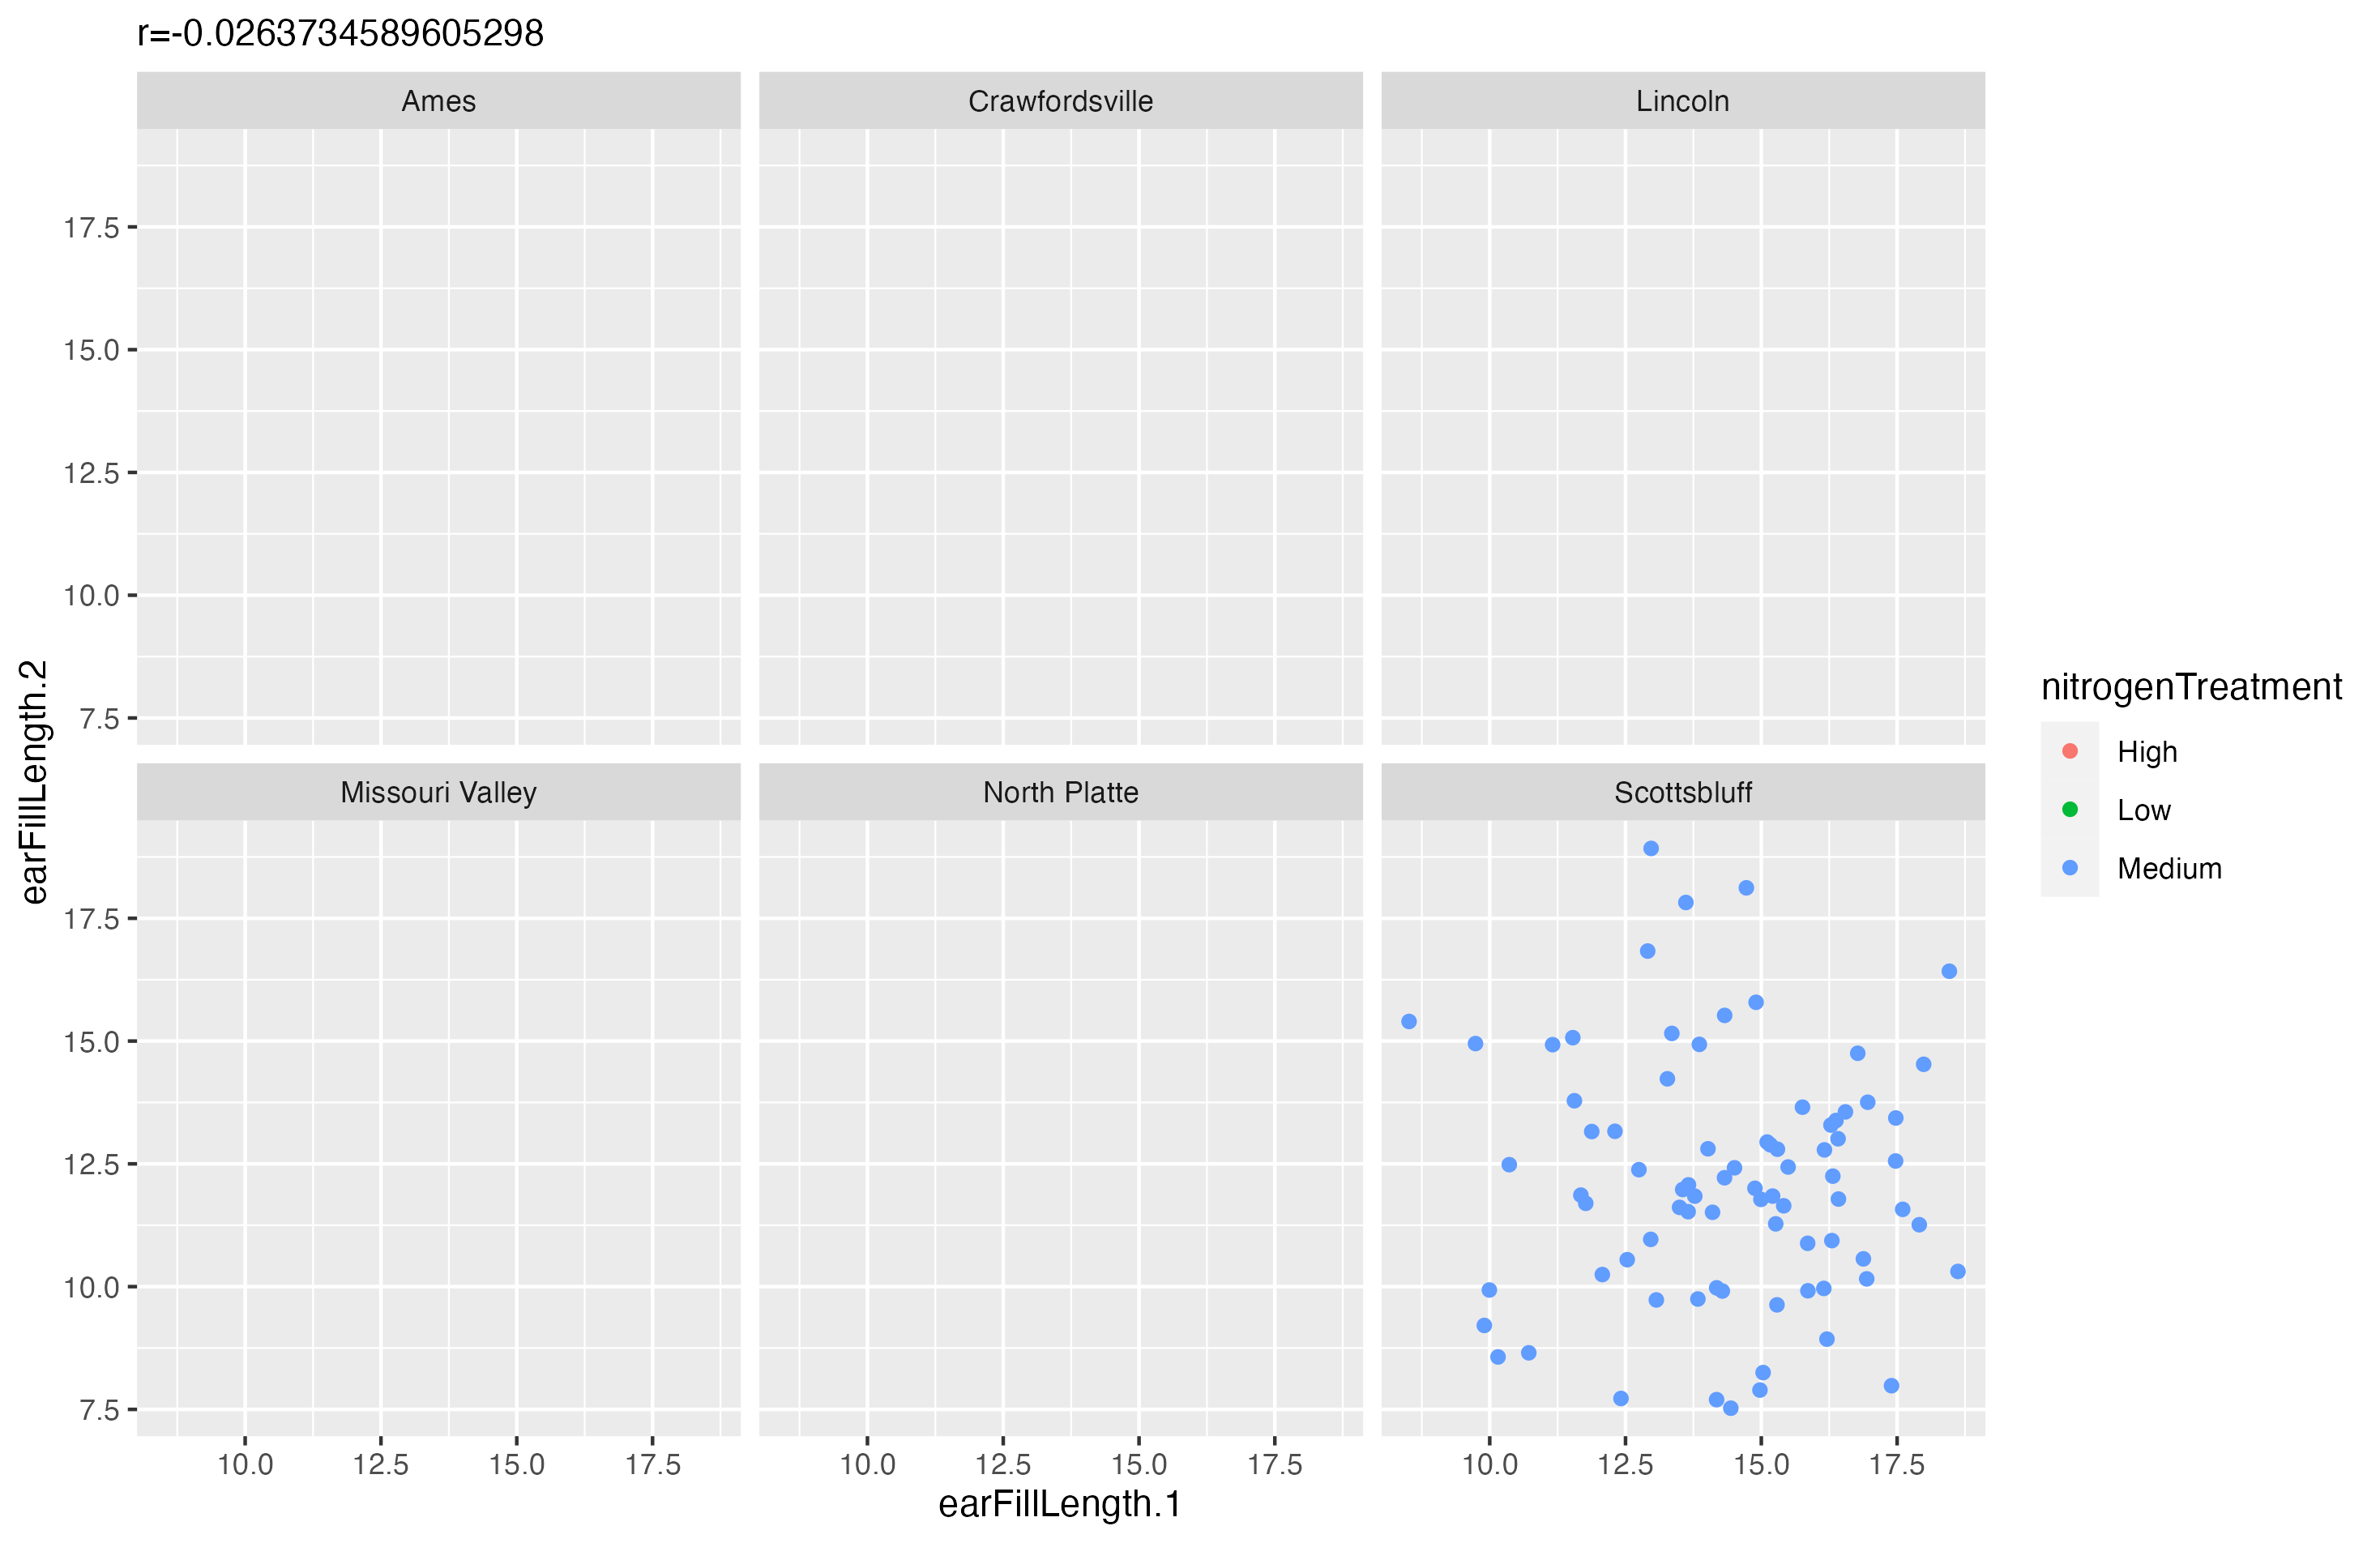 r=-0.0263734589605298
Ames
Crawfordsville
Lincoln
17.5
15.0
12.5
10.0
7.5
Missouri Valley
North Platte
Scottsbluff
17.5
15.0
12.5
10.0
7.5
10.0 12.5 15.0 17.5
10.0 12.5 15.0 17.5
10.0 12.5 15.0 17.5
earFillLength.1
earFillLength.2
nitrogenTreatment
High
Low
Medium